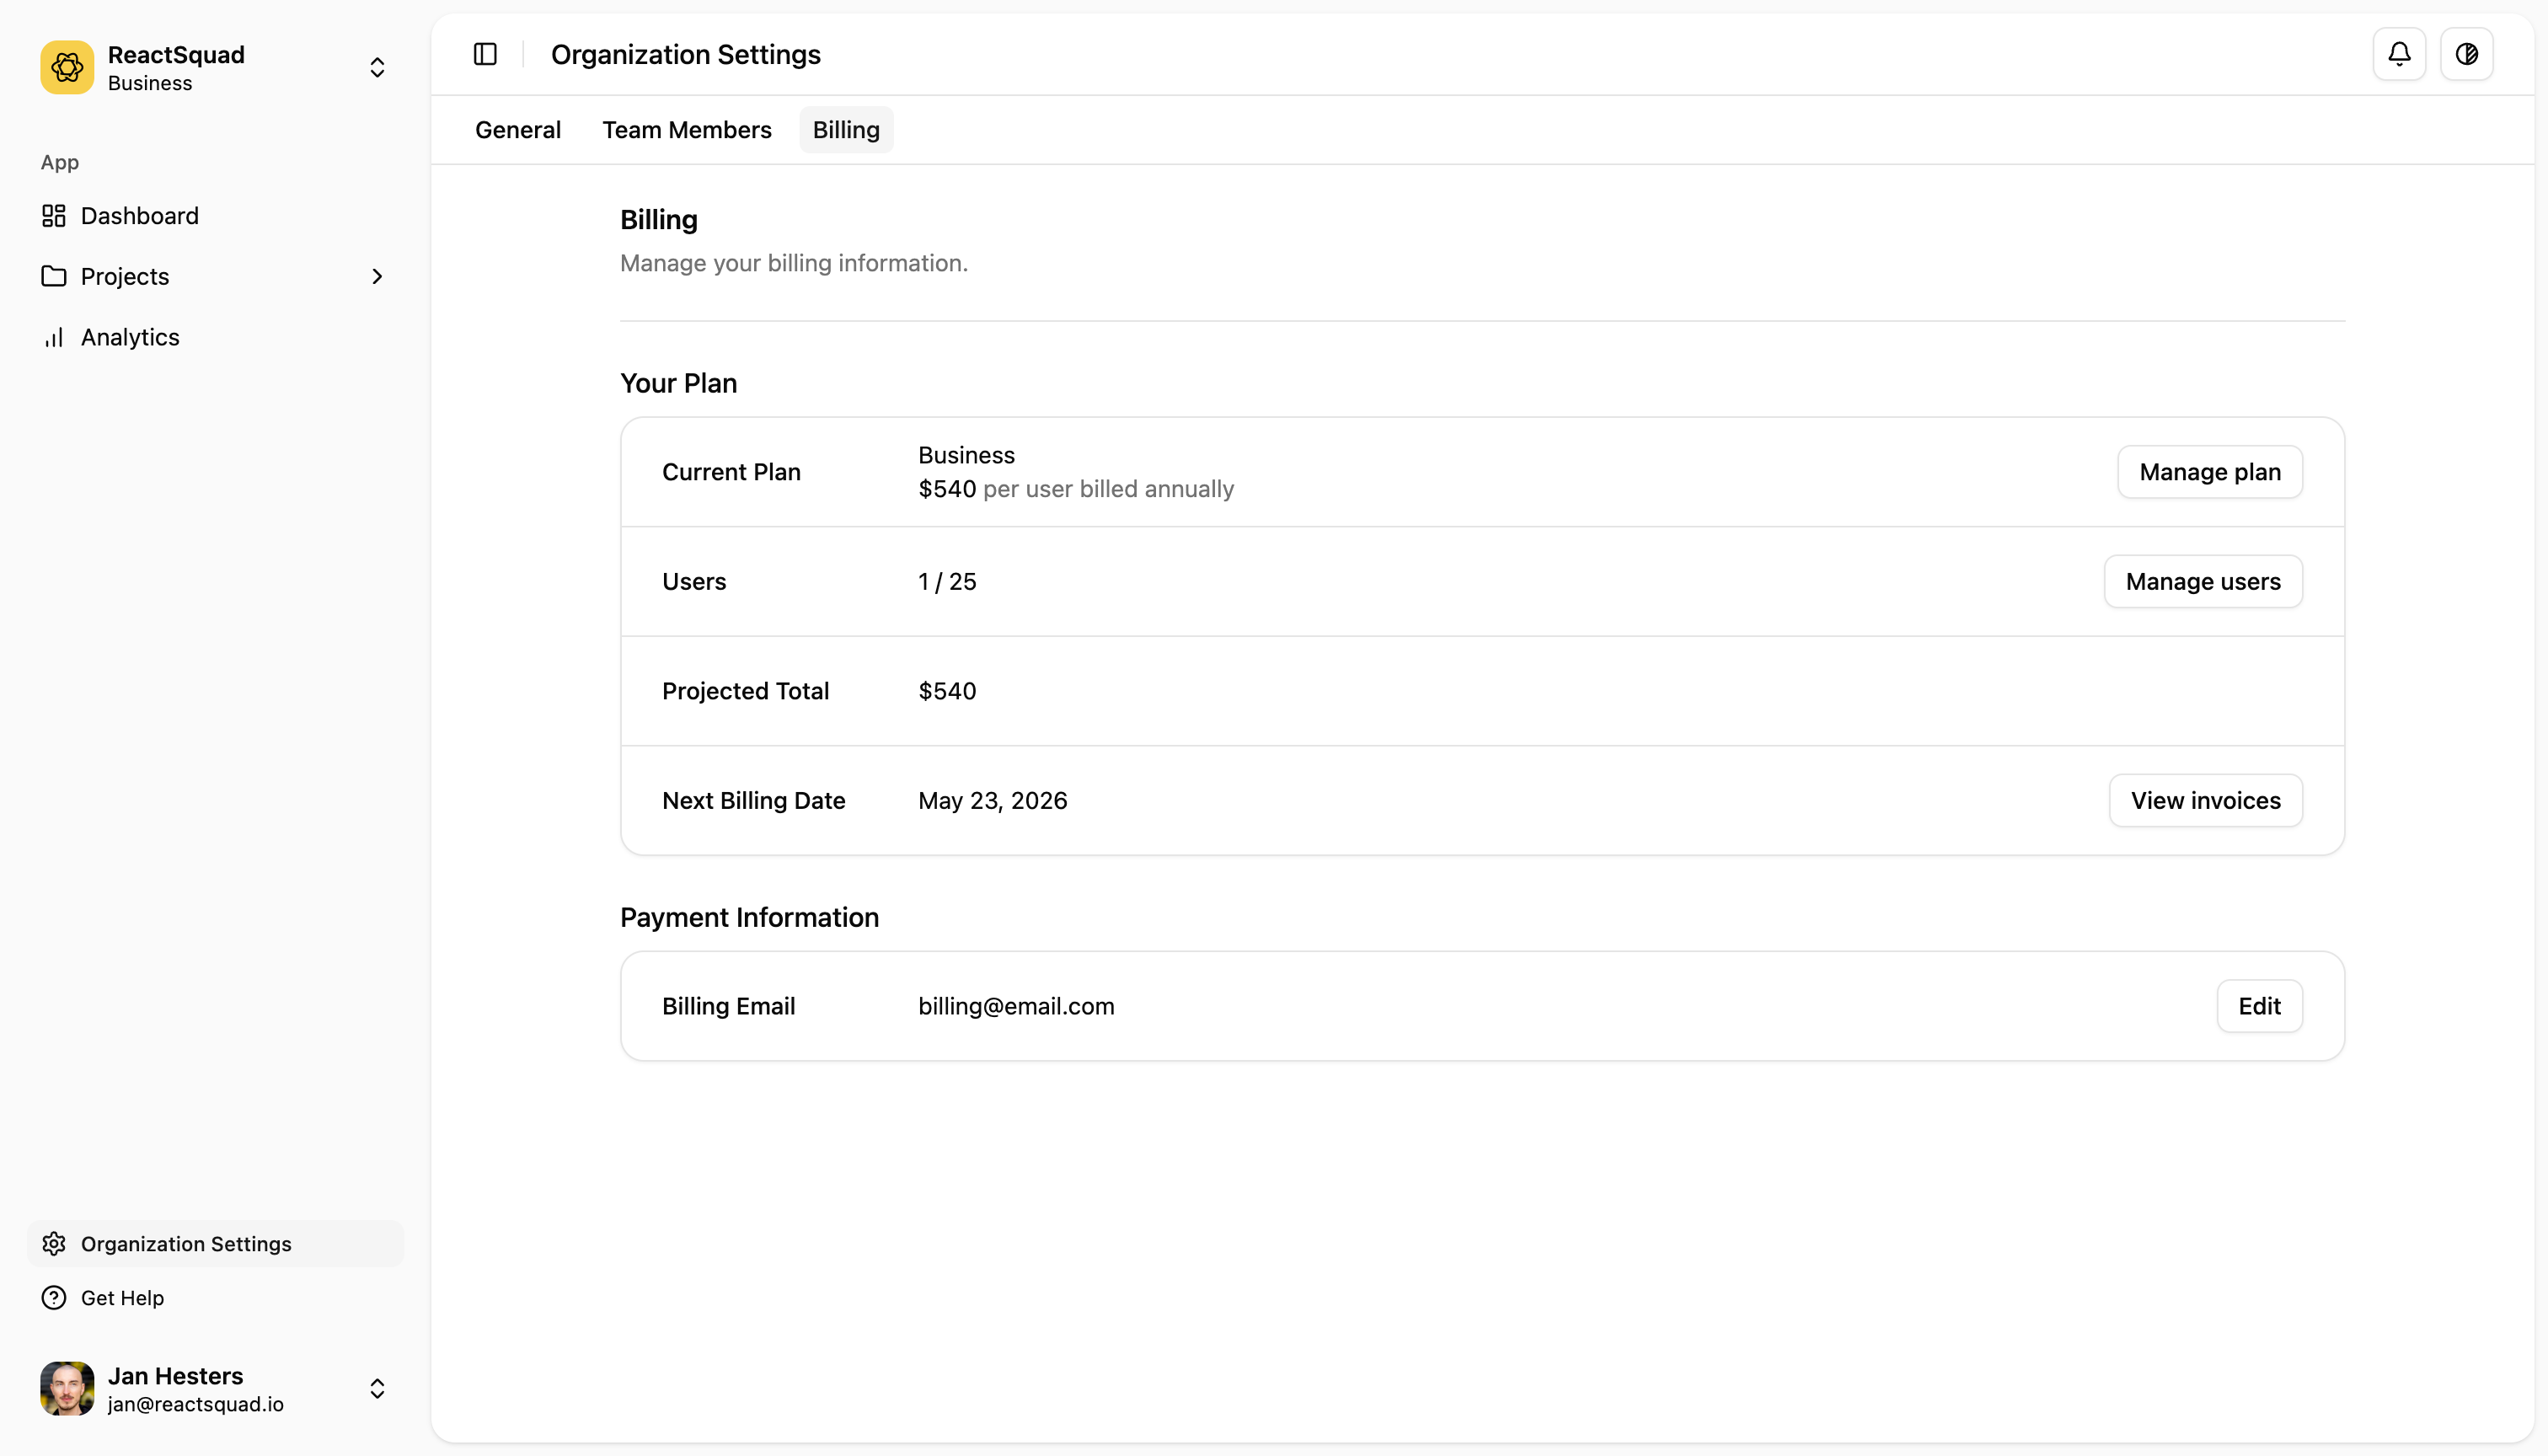 ReactSquad
Business
App
Dashboard
Projects
Analytics
Organization Settings
Get Help
Jan Hesters
jan@reactsquad.io
Organization Settings
General Team Members Billing
Billing
Manage your billing information.
Your Plan
Current Plan
Business
$540 per user billed annually
Manage plan
Users 1 / 25 Manage users
Projected Total $540
Next Billing Date May 23, 2026 View invoices
Payment Information
Billing Email billing@email.com Edit